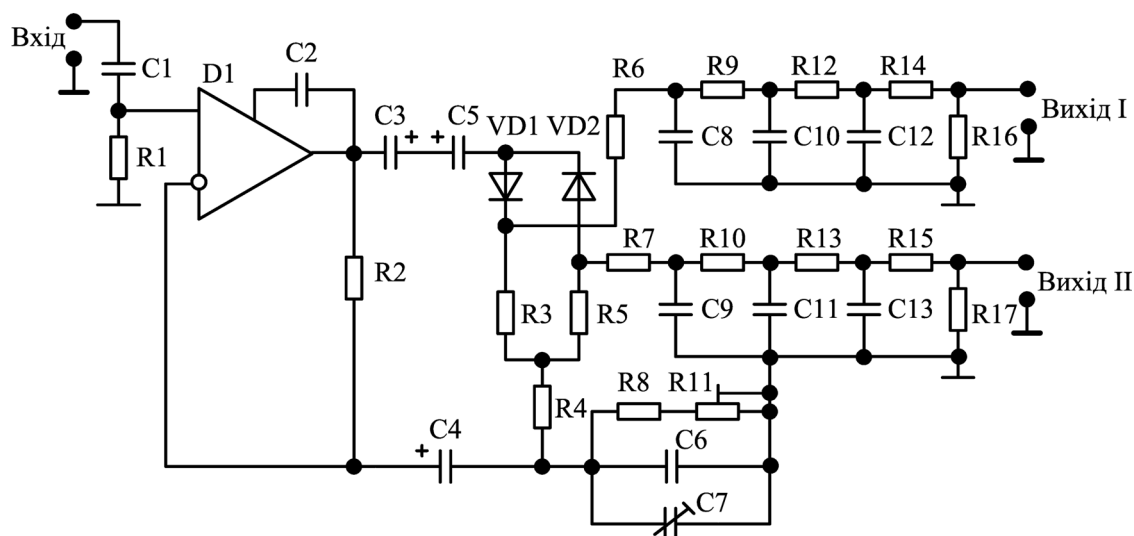 Вхід
C1
D1
C2
R1
C3
C5
VD1
VD2
R6
R9
R12
R14
Вихід I
C8
C10
C12
R16
R2
R3
R5
R7
R10
R13
R15
Вихід II
C9
C11
C13
R17
R4
R8
R11
C4
C6
C7